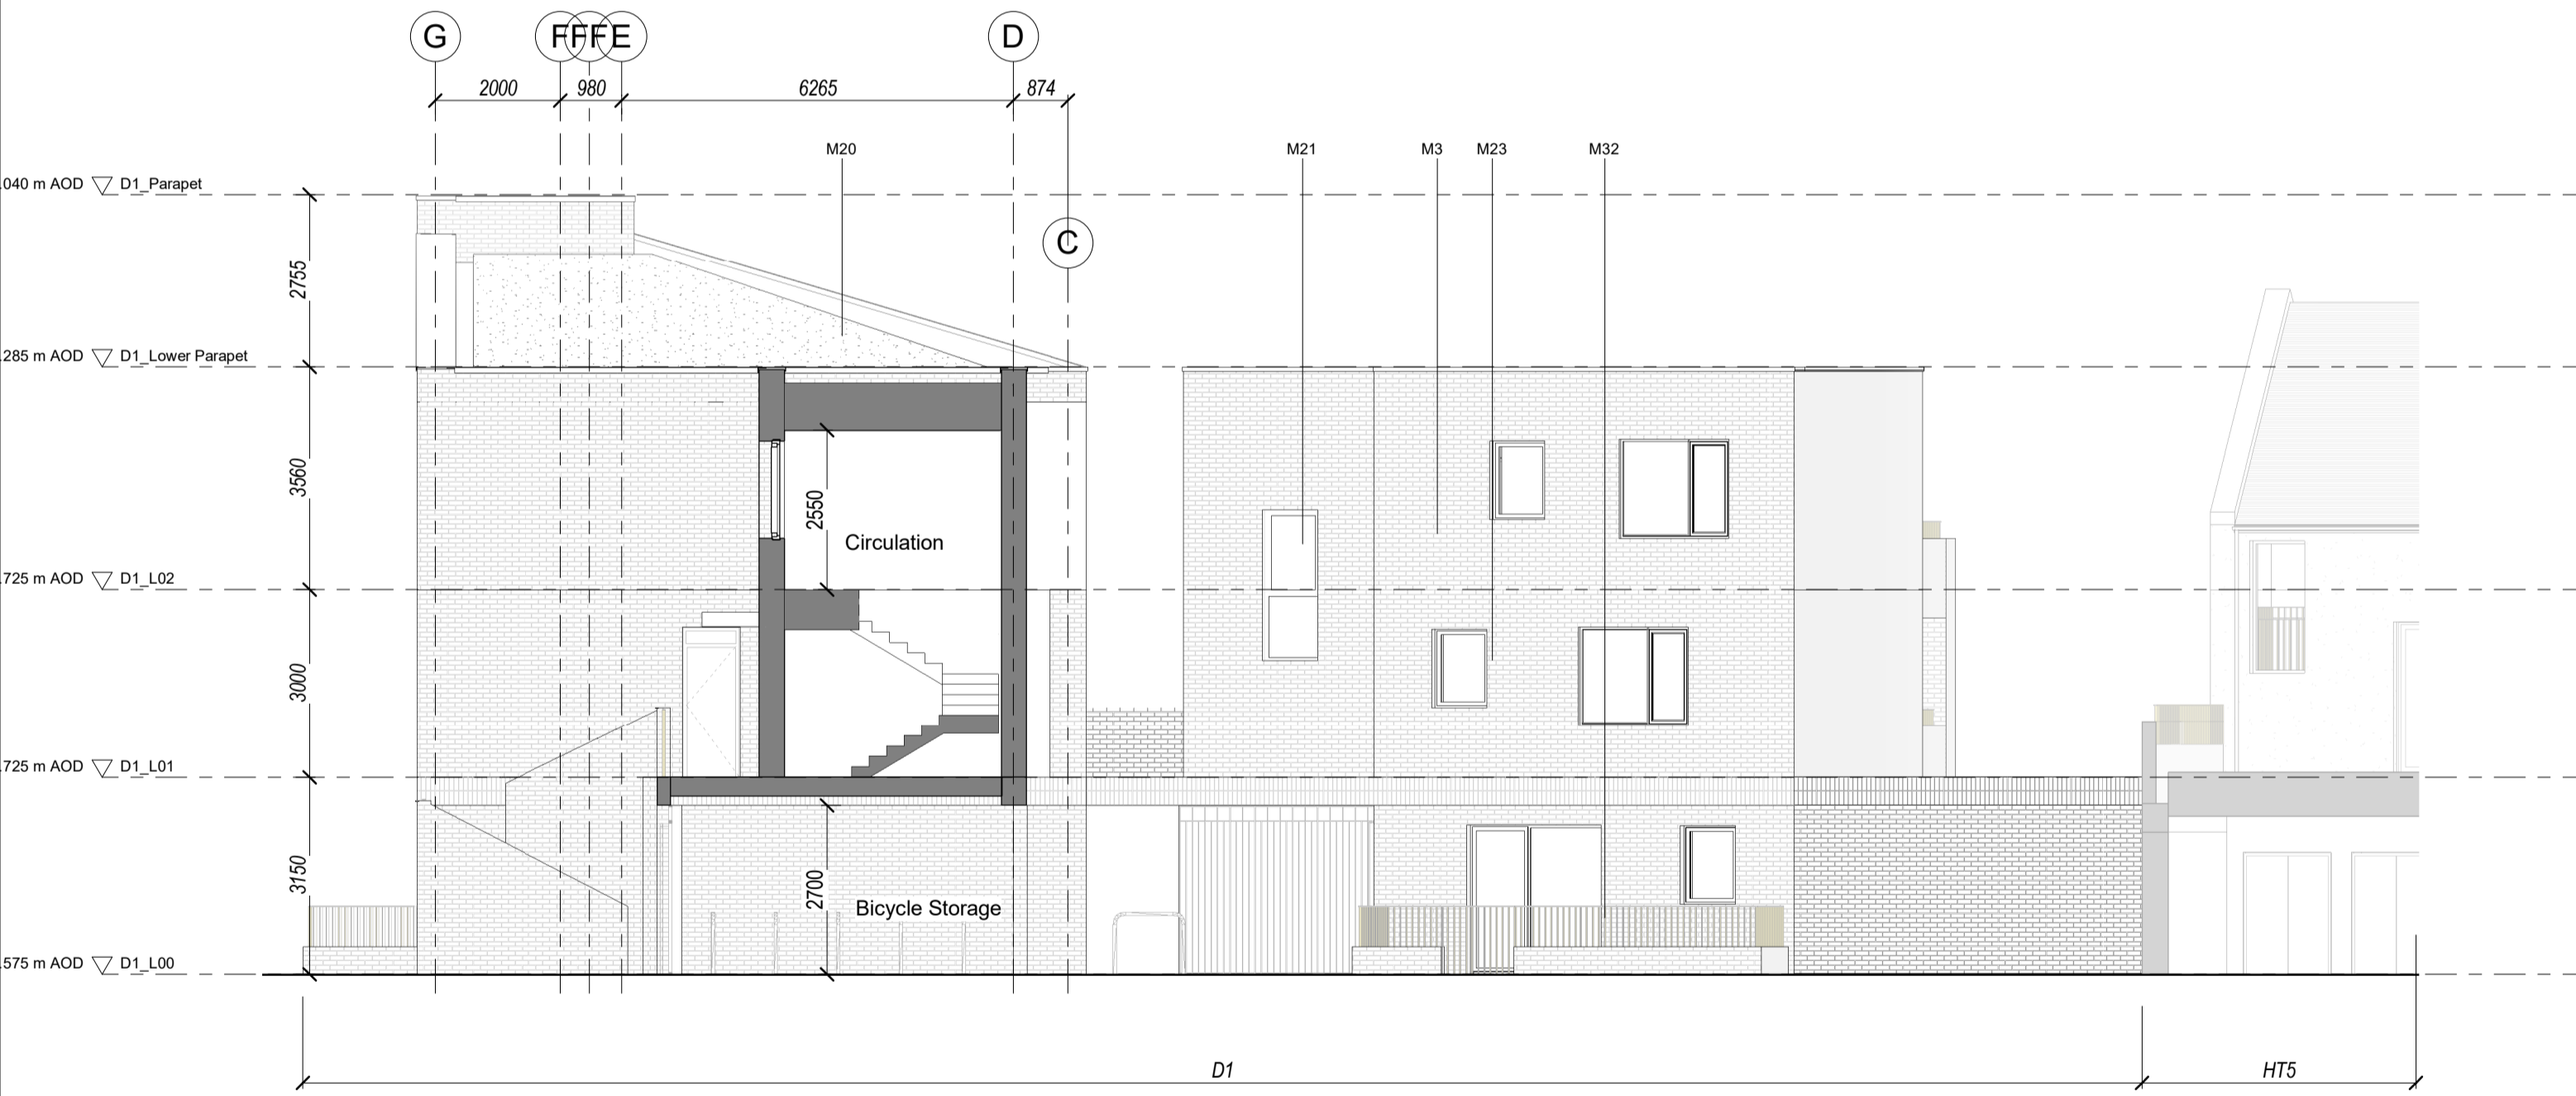 G
F
F
F
E
D
2000
980
6265
874
M20
M21
M3
M23
M32
.040 m AOD D1_Parapet
C
2755
.285 m AOD D1_Lower Parapet
3560
2550
Circulation
.725 m AOD D1_L02
3000
.725 m AOD D1_L01
3150
2700
Bicycle Storage
.575 m AOD D1_L00
D1
HT5